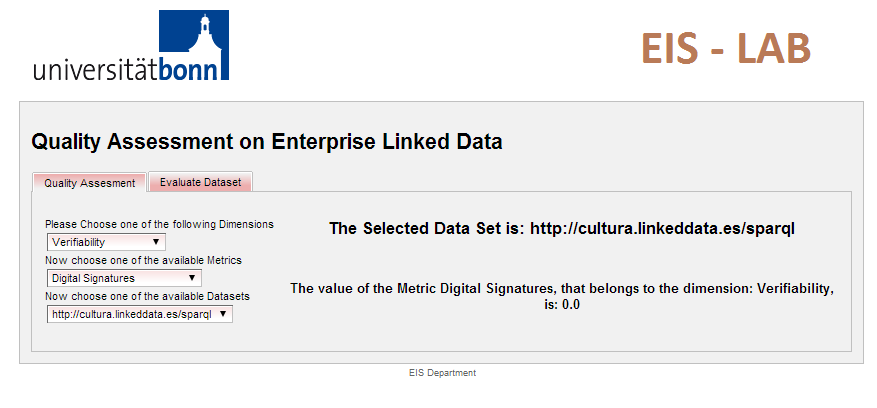 universitätbonn
EIS - LAB
Quality Assessment on Enterprise Linked Data
Quality Assesment
Evaluate Dataset
Please Choose one of the following Dimensions
Verifiability
Now choose one of the available Metrics
Digital Signatures
Now choose one of the available Datasets
http://cultura.linkeddata.es/sparql
The Selected Data Set is: http://cultura.linkeddata.es/sparql
The value of the Metric Digital Signatures, that belongs to the dimension: Verifiability,
is: 0.0
EIS Department